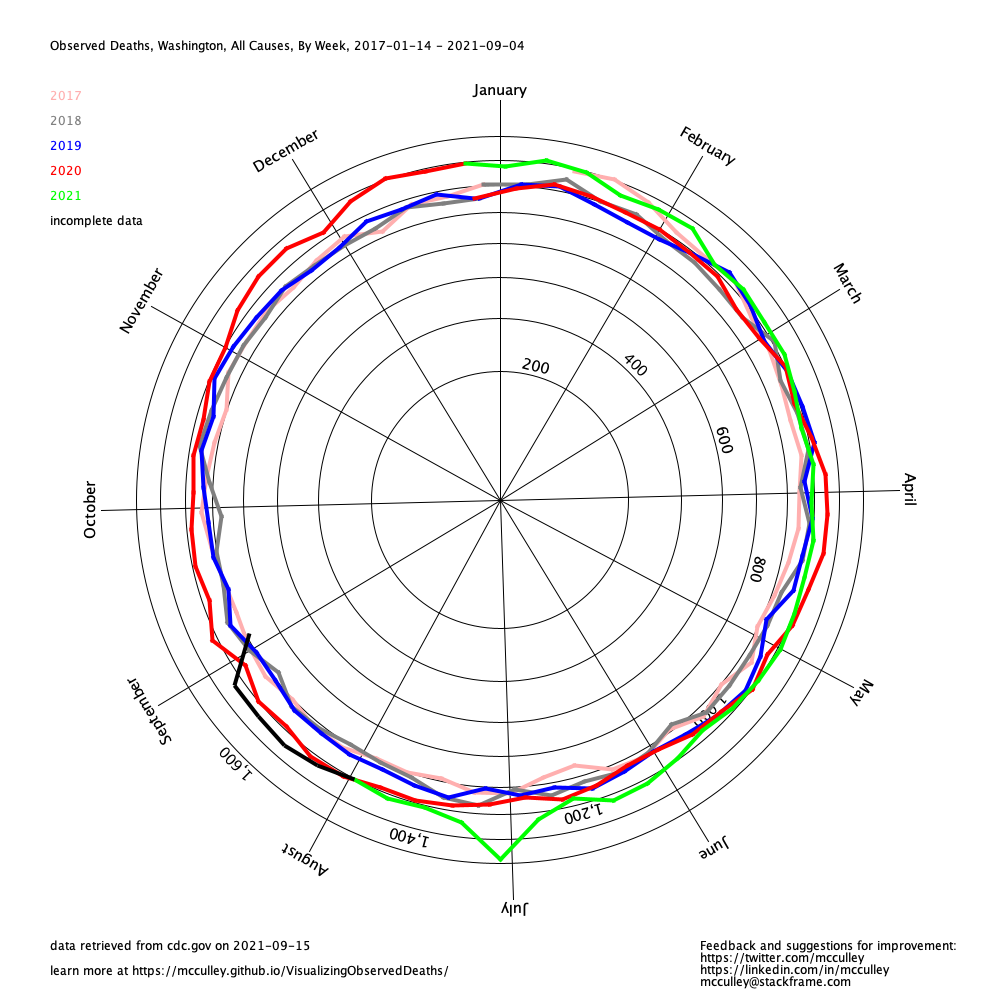 Observed Deaths, Washington, All Causes, By Week, 2017-01-14 - 2021-09-04
January
2017
2018
2019
2020
2021
incomplete data
February
March
April
May
June
July
August
September
October
November
December
200
400
600
800
1,200
1,400
1,600
data retrieved from cdc.gov on 2021-09-15
learn more at https://mcculley.github.io/VisualizingObservedDeaths/
Feedback and suggestions for improvement:
https://twitter.com/mcculley
https://linkedin.com/in/mcculley
mcculley@stackframe.com